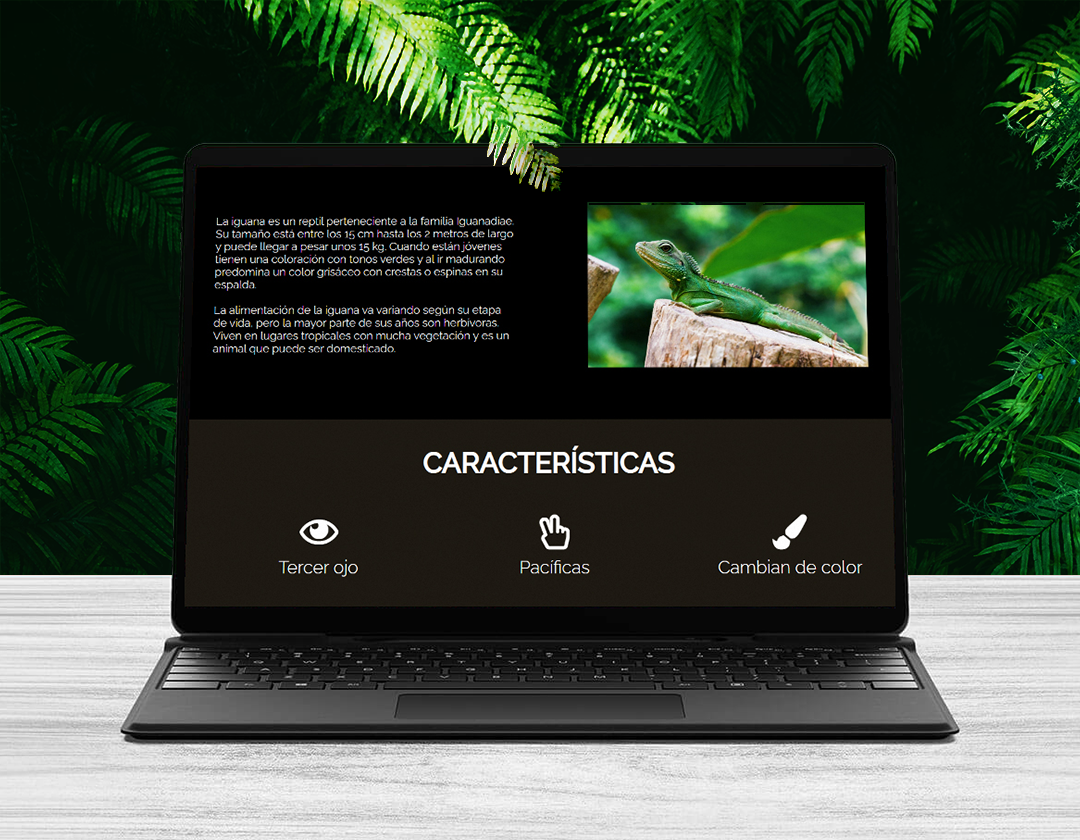 La iguana es un reptil perteneciente a la familia Iguanadiae.
Su tamaño está entre los 15 cm hasta los 2 metros de largo
y puede llegar a pesar unos 15 kg. Cuando están jóvenes
tienen una coloración con tonos verdes y al ir madurando
predomina un color grisáceo con crestas o espinas en su
espalda.
La alimentación de la iguana va variando según su etapa
de vida, pero la mayor parte de sus años son herbivoras.
Viven en lugares tropicales con mucha vegetación y es un
animal que puede ser domesticado.
CARACTERÍSTICAS
Tercer ojo
Pacíficas
Cambian de color